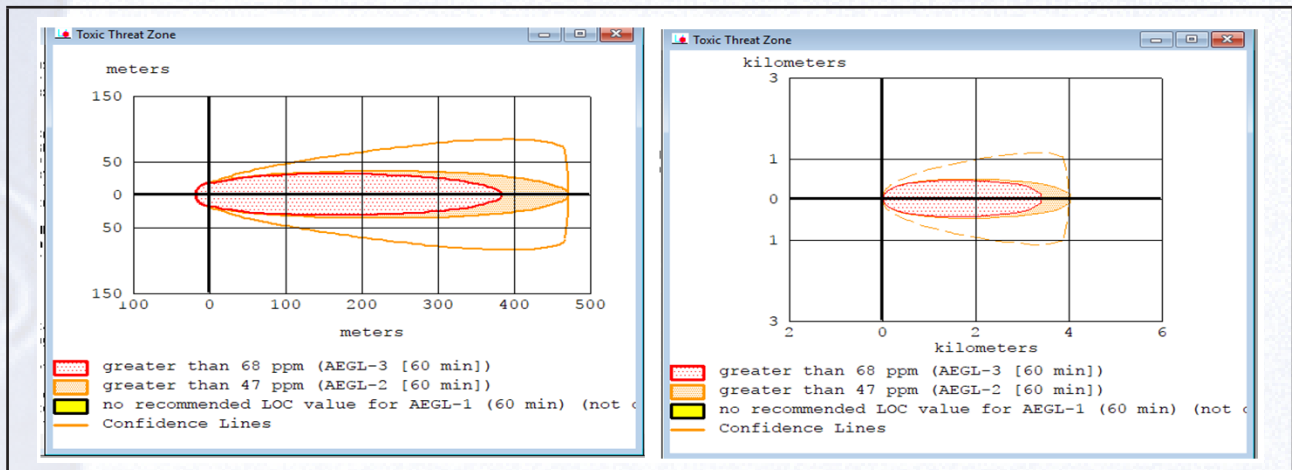 Toxic Threat Zone
meters
150
50
0
50
150
100 0 100 200 300 400 500
meters
greater than 68 ppm (AEGL-3 [60 min])
greater than 47 ppm (AEGL-2 [60 min])
no recommended LOC value for AEGL-1 (60 min) (not
Confidence Lines
Toxic Threat Zone
kilometers
3
1
0
1
3
2 0 2 4 6
kilometers
greater than 68 ppm (AEGL-3 [60 min])
greater than 47 ppm (AEGL-2 [60 min])
no recommended LOC value for AEGL-1 (60 min) (not
Confidence Lines